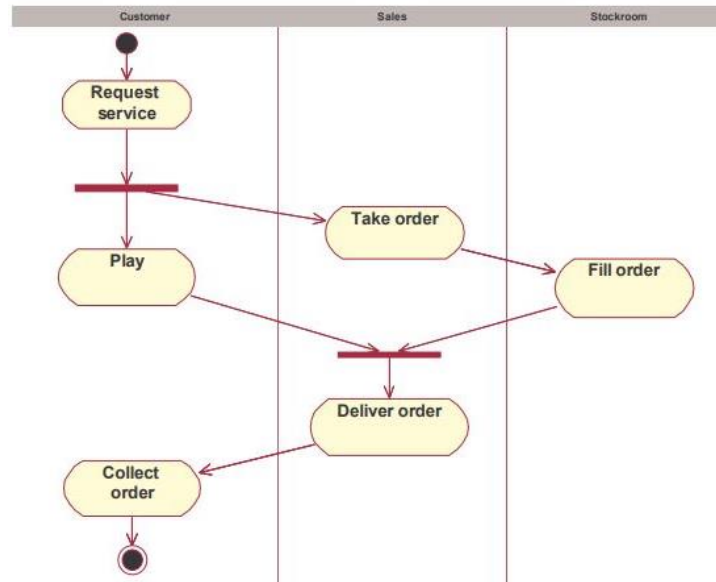 Customer
Sales
Stockroom
Request
service
Take order
Play
Fill order
Deliver order
Collect
order